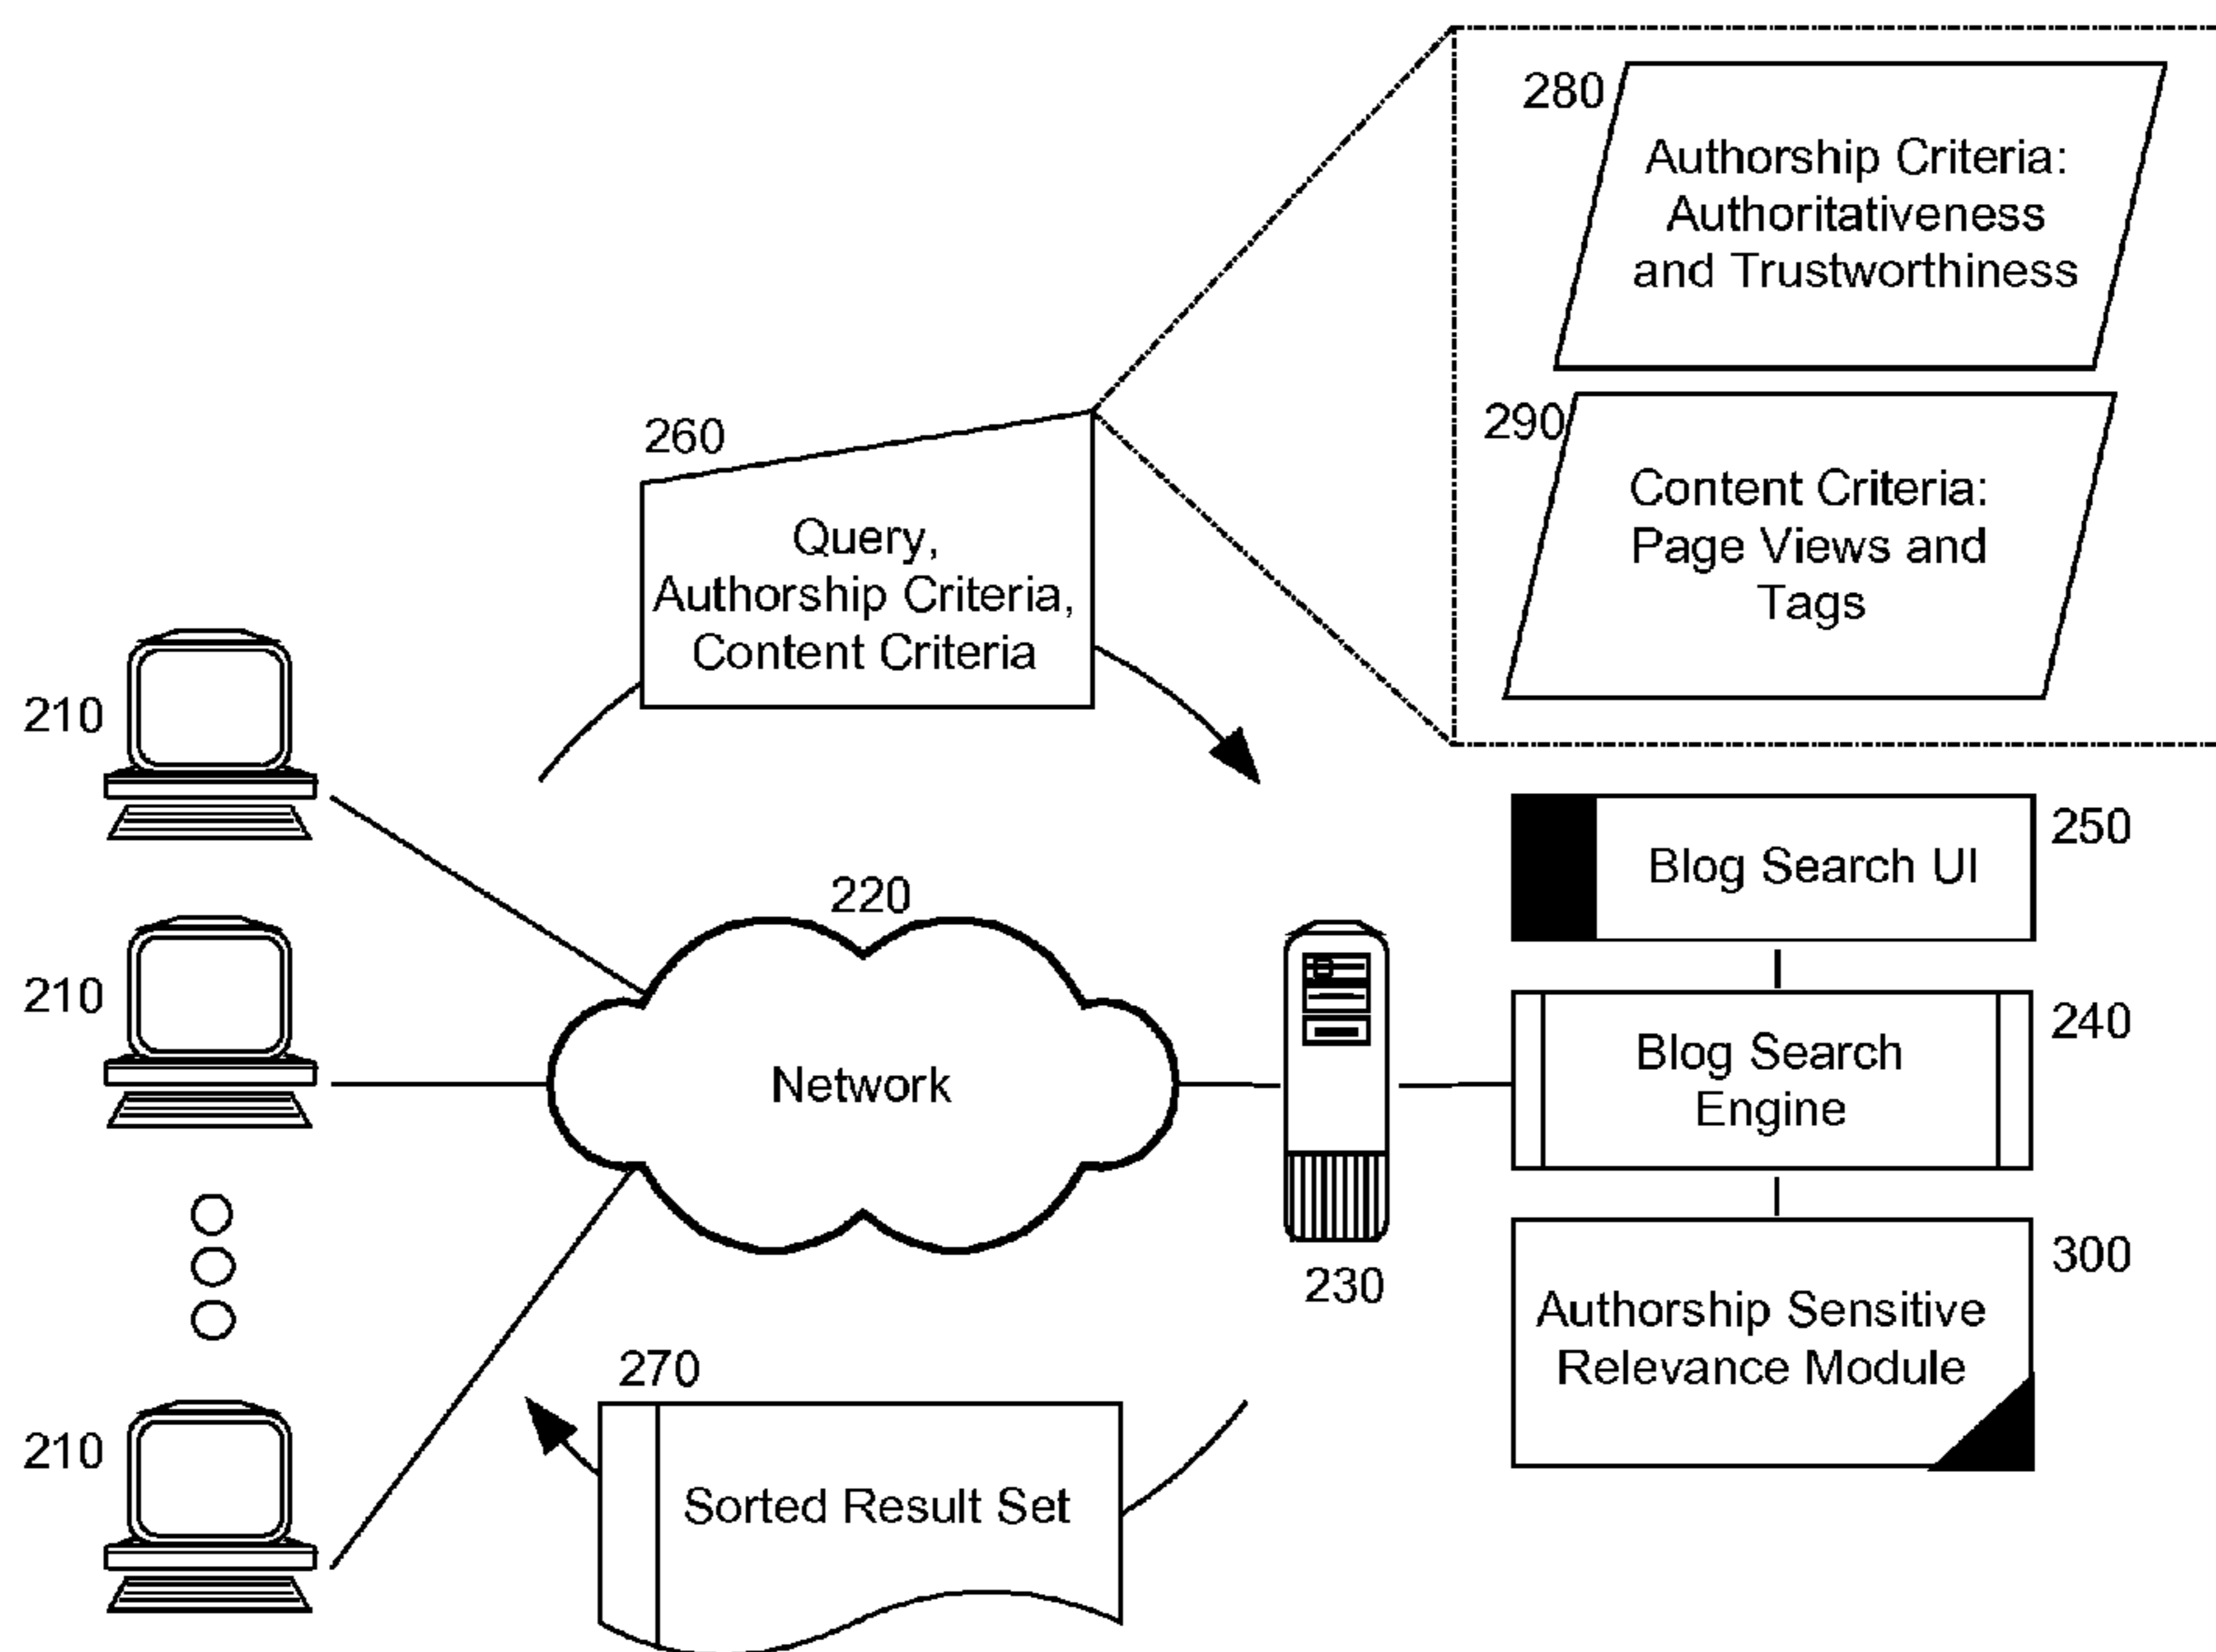 280
Authorship Criteria:
Authoritativeness
and Trustworthiness
290
Content Criteria:
Page Views and
Tags
260
Query,
Authorship Criteria,
Content Criteria
210
210
210
220
Network
230
250
Blog Search UI
240
Blog Search
Engine
300
Authorship Sensitive
Relevance Module
270
Sorted Result Set